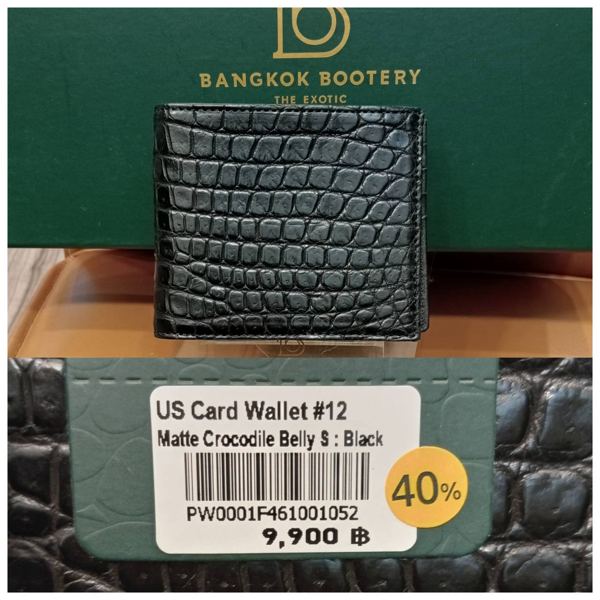 BANGKOK BOOTERY
THE EXOTIC
US Card Wallet #12
Matte Crocodile Belly S : Black
PW0001F461001052
9,900 ฿
40%